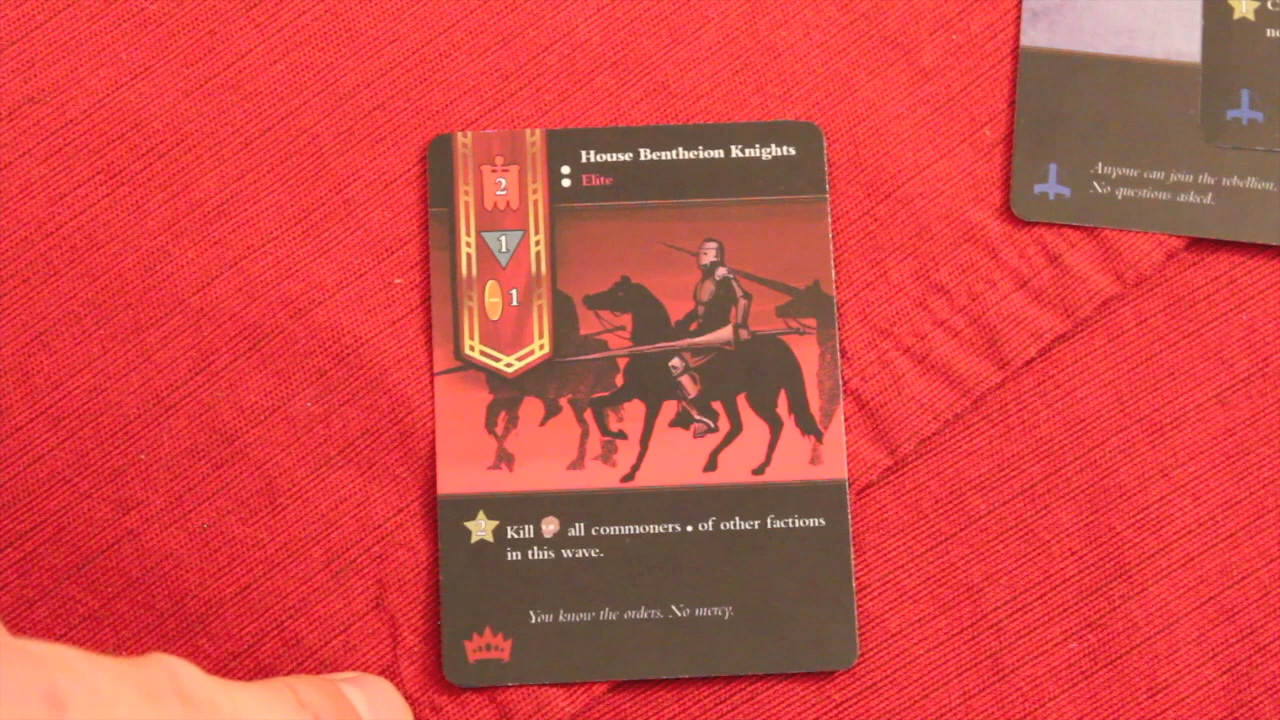 House Bentheion Knights
Elite
2
1
1
2 Kill all commoners • of other factions
in this wave.
You know the orders. No mercy.
1
Anyone can join the rebellion.
No questions asked.